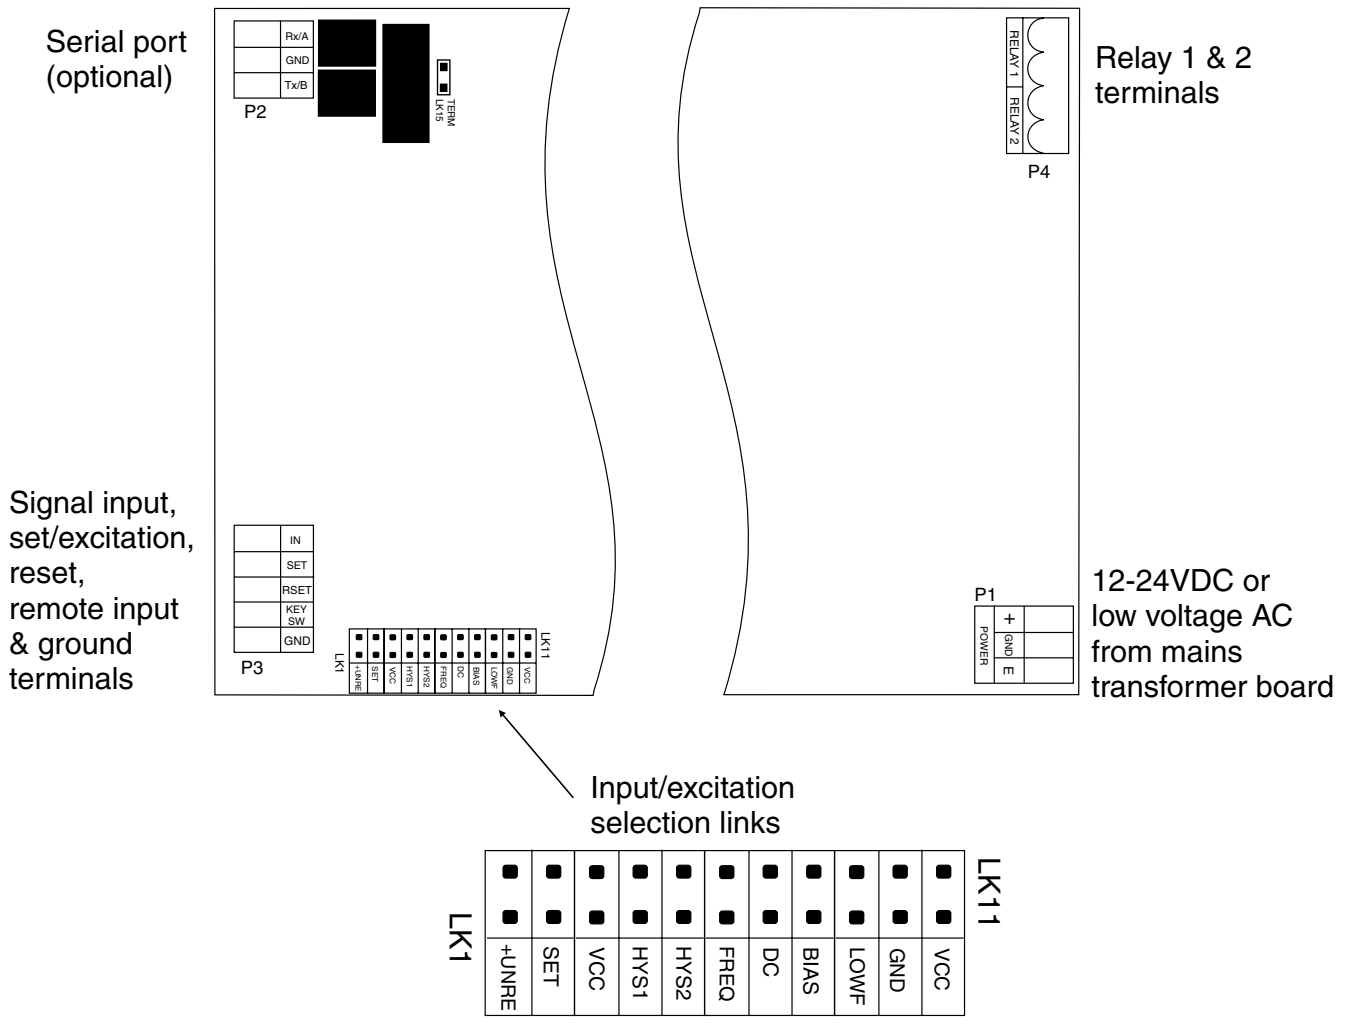 Serial port
(optional)
Rx/A
GND
Tx/B
P2
TERM
LK15
RELAY 1
RELAY 2
P4
Relay 1 & 2
terminals
Signal input,
set/excitation,
reset,
remote input
& ground
terminals
IN
SET
RSET
KEY
SW
GND
P3
LK1
+UNRE
SET
VCC
HYS1
HYS2
FREQ
DC
BIAS
LOWF
GND
VCC
LK11
P1
POWER
+
GND
E
12-24VDC or
low voltage AC
from mains
transformer board
Input/excitation
selection links
LK1
+UNRE
SET
VCC
HYS1
HYS2
FREQ
DC
BIAS
LOWF
GND
VCC
LK11